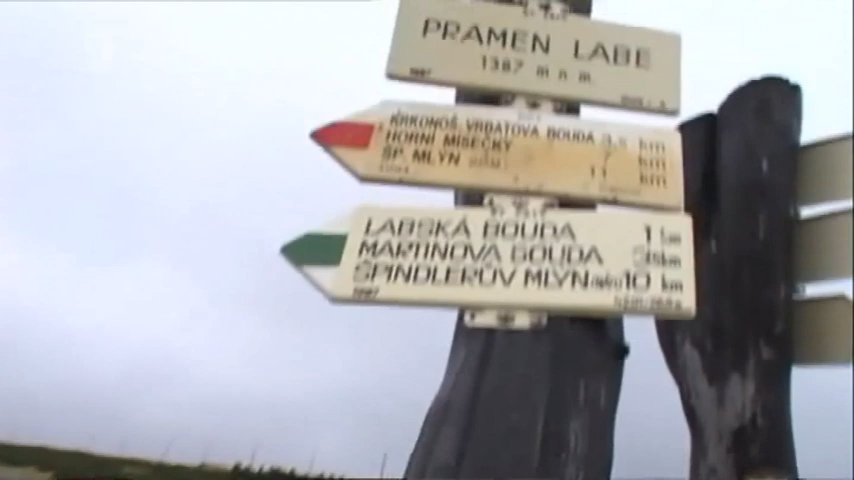 PRAMEN LABE
1387 m n. m.
KRKONOŠ. VRBATOVA BOUDA 3,5 km
HORNÍ MÍSEČKY 7 km
ŠP. MLÝN 11 km
LABSKÁ BOUDA 1 km
MARTINOVA BOUDA km
ŠPINDLERŮV MLÝN 10 km